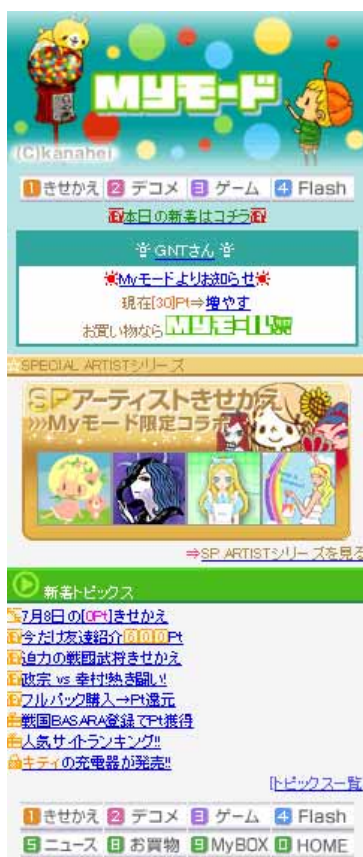 Myモード
(C)kanahei
1きせかえ 2デコメ 3ゲーム 4Flash
本日の新着はコチラ
GNTさん
Myモードよりお知らせ
現在[30]Pt⇒増やす
お買い物なら MYモール
SPECIAL ARTISTシリーズ
SPアーティストきせかえ
>>>Myモード限定コラボ
⇒SP ARTISTシリーズを見る
新着トピックス
7月8日の[0Pt]きせかえ
今だけ友達紹介600Pt
迫力の戦國武将きせかえ
政宗 vs 幸村!熱き闘い!
フルパック購入→Pt還元
戦国BASARA登録でPt獲得
人気サイトランキング!!
キティの充電器が発売!!
[トピックス一覧
1きせかえ 2デコメ 3ゲーム 4Flash
5ニュース 8お買物 9MyBOX 0HOME